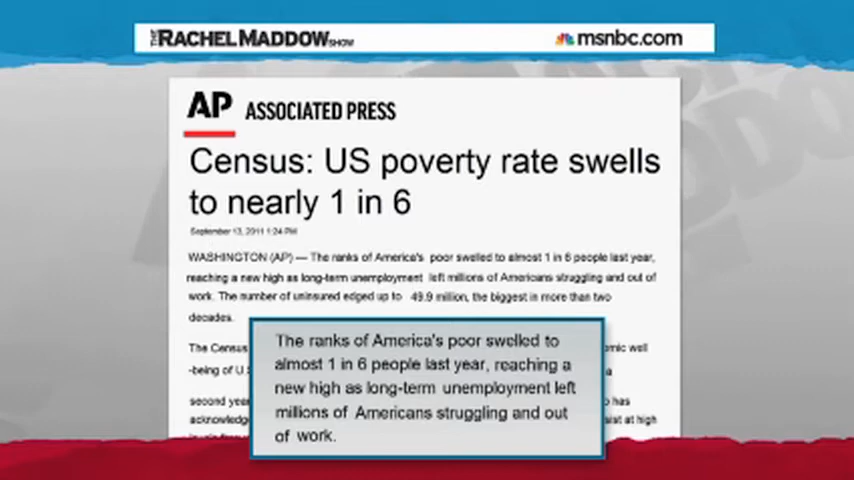 THE RACHEL MADDOW SHOW
msnbc.com
AP ASSOCIATED PRESS
Census: US poverty rate swells
to nearly 1 in 6
September 13, 2011 1:24 PM
WASHINGTON (AP) — The ranks of America's poor swelled to almost 1 in 6 people last year,
reaching a new high as long-term unemployment left millions of Americans struggling and out of
work. The number of uninsured edged up to 49.9 million, the biggest in more than two
decades.
The Census
well
-being of U
a
second year
has
acknowledge
at high
The ranks of America's poor swelled to
almost 1 in 6 people last year, reaching a
new high as long-term unemployment left
millions of Americans struggling and out
of work.